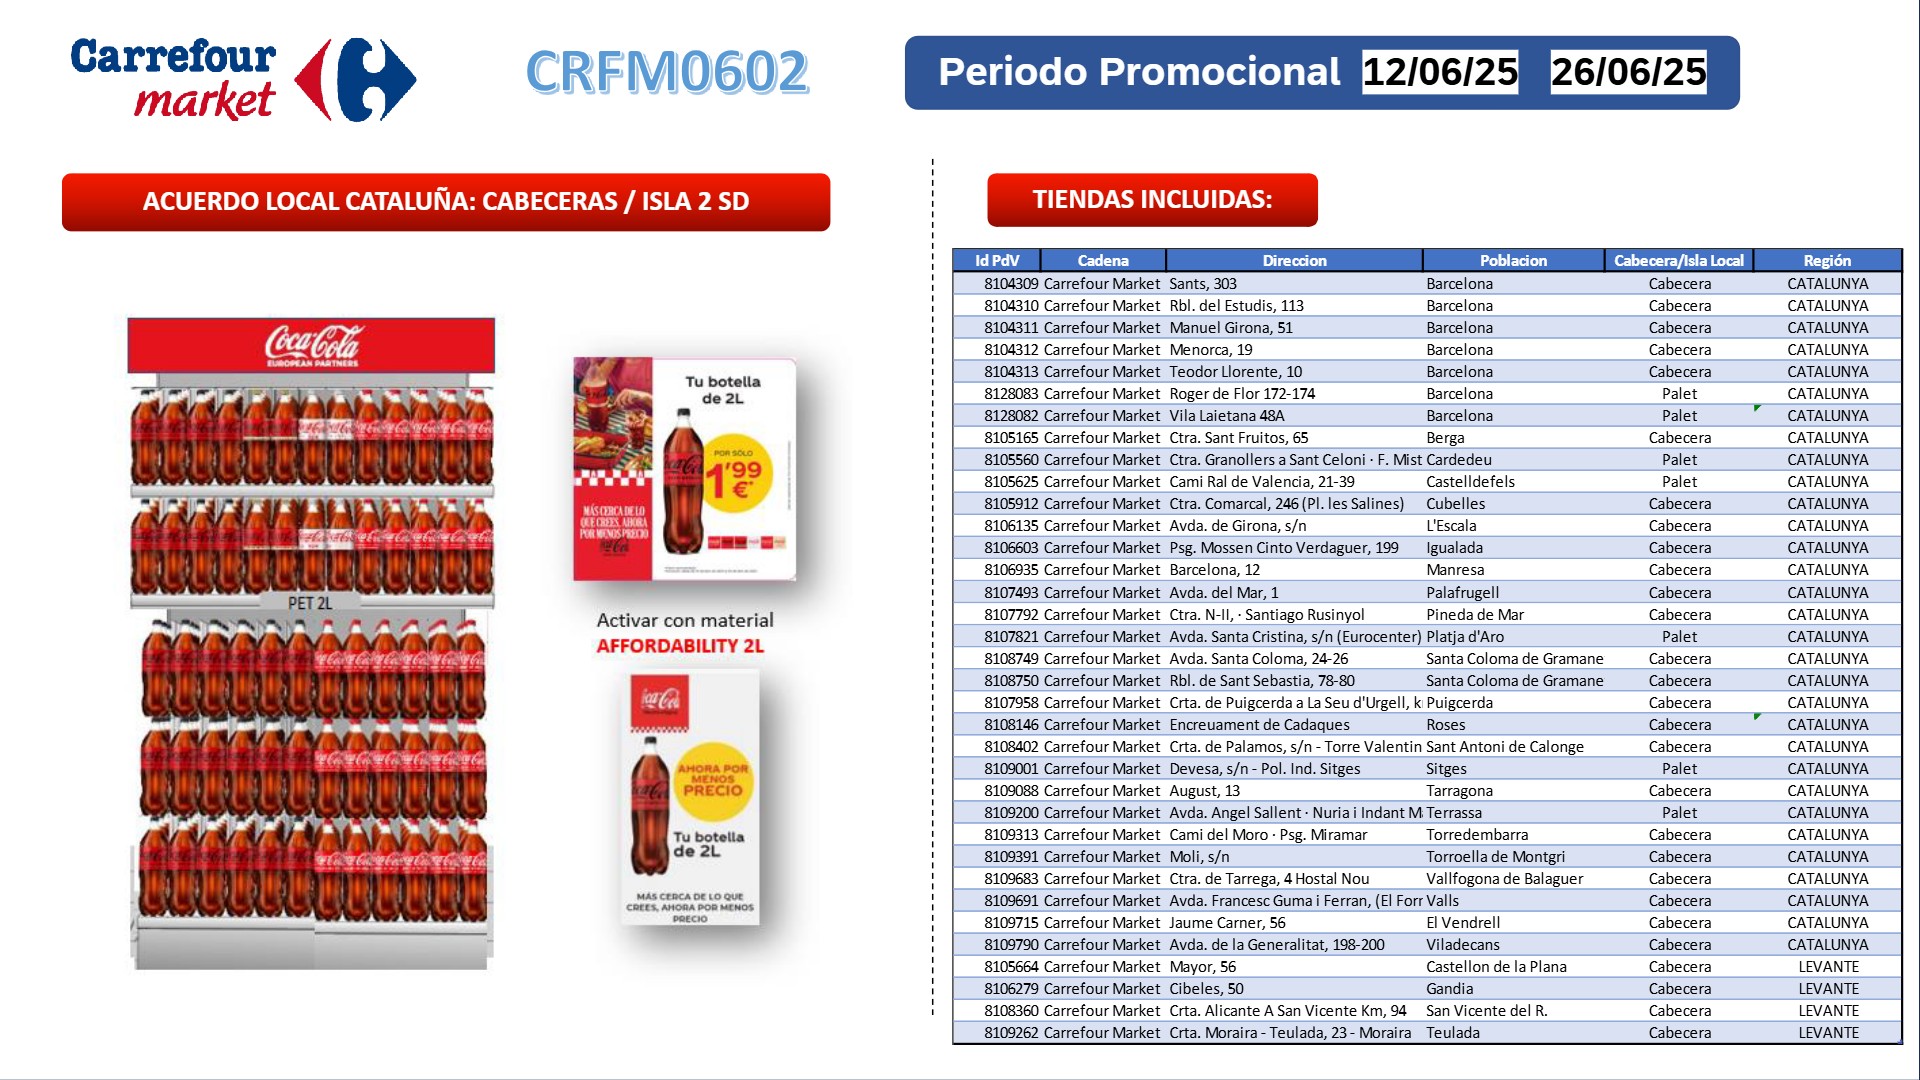 Carrefour
market
CRFM0602
Periodo Promocional 12/06/25 26/06/25
ACUERDO LOCAL CATALUÑA: CABECERAS / ISLA 2 SD
Coca-Cola
EUROPEAN PARTNERS
PET 2L
Tu botella
de 2L
POR SÓLO
1'99
€*
MÁS CERCA DE LO
QUE CREES, AHORA
POR MENOS PRECIO
Activar con material
AFFORDABILITY 2L
AHORA POR
MENOS
PRECIO
Tu botella
de 2L
MÁS CERCA DE LO QUE
CREES, AHORA POR MENOS
PRECIO
TIENDAS INCLUIDAS:
Id PdV Cadena Direccion Poblacion Cabecera/Isla Local Región
8104309 Carrefour Market Sants, 303 Barcelona Cabecera CATALUNYA
8104310 Carrefour Market Rbl. del Estudis, 113 Barcelona Cabecera CATALUNYA
8104311 Carrefour Market Manuel Girona, 51 Barcelona Cabecera CATALUNYA
8104312 Carrefour Market Menorca, 19 Barcelona Cabecera CATALUNYA
8104313 Carrefour Market Teodor Llorente, 10 Barcelona Cabecera CATALUNYA
8128083 Carrefour Market Roger de Flor 172-174 Barcelona Palet CATALUNYA
8128082 Carrefour Market Vila Laietana 48A Barcelona Palet CATALUNYA
8105165 Carrefour Market Ctra. Sant Fruitos, 65 Berga Cabecera CATALUNYA
8105560 Carrefour Market Ctra. Granollers a Sant Celoni · F. Mist Cardedeu Palet CATALUNYA
8105625 Carrefour Market Cami Ral de Valencia, 21-39 Castelldefels Palet CATALUNYA
8105912 Carrefour Market Ctra. Comarcal, 246 (Pl. les Salines) Cubelles Cabecera CATALUNYA
8106135 Carrefour Market Avda. de Girona, s/n L'Escala Cabecera CATALUNYA
8106603 Carrefour Market Psg. Mossen Cinto Verdaguer, 199 Igualada Cabecera CATALUNYA
8106935 Carrefour Market Barcelona, 12 Manresa Cabecera CATALUNYA
8107493 Carrefour Market Avda. del Mar, 1 Palafrugell Cabecera CATALUNYA
8107792 Carrefour Market Ctra. N-II, · Santiago Rusinyol Pineda de Mar Cabecera CATALUNYA
8107821 Carrefour Market Avda. Santa Cristina, s/n (Eurocenter) Platja d'Aro Palet CATALUNYA
8108749 Carrefour Market Avda. Santa Coloma, 24-26 Santa Coloma de Gramane Cabecera CATALUNYA
8108750 Carrefour Market Rbl. de Sant Sebastia, 78-80 Santa Coloma de Gramane Cabecera CATALUNYA
8107958 Carrefour Market Crta. de Puigcerda a La Seu d'Urgell, k Puigcerda Cabecera CATALUNYA
8108146 Carrefour Market Encreuament de Cadaques Roses Cabecera CATALUNYA
8108402 Carrefour Market Crta. de Palamos, s/n - Torre Valentin Sant Antoni de Calonge Cabecera CATALUNYA
8109001 Carrefour Market Devesa, s/n - Pol. Ind. Sitges Sitges Palet CATALUNYA
8109088 Carrefour Market August, 13 Tarragona Cabecera CATALUNYA
8109200 Carrefour Market Avda. Angel Sallent · Nuria i Indant M Terrassa Palet CATALUNYA
8109313 Carrefour Market Cami del Moro · Psg. Miramar Torredembarra Cabecera CATALUNYA
8109391 Carrefour Market Moli, s/n Torroella de Montgri Cabecera CATALUNYA
8109683 Carrefour Market Ctra. de Tarrega, 4 Hostal Nou Vallfogona de Balaguer Cabecera CATALUNYA
8109691 Carrefour Market Avda. Francesc Guma i Ferran, (El Forr Valls Cabecera CATALUNYA
8109715 Carrefour Market Jaume Carner, 56 El Vendrell Cabecera CATALUNYA
8109790 Carrefour Market Avda. de la Generalitat, 198-200 Viladecans Cabecera CATALUNYA
8105664 Carrefour Market Mayor, 56 Castellon de la Plana Cabecera LEVANTE
8106279 Carrefour Market Cibeles, 50 Gandia Cabecera LEVANTE
8108360 Carrefour Market Crta. Alicante A San Vicente Km, 94 San Vicente del R. Cabecera LEVANTE
8109262 Carrefour Market Crta. Moraira - Teulada, 23 - Moraira Teulada Cabecera LEVANTE